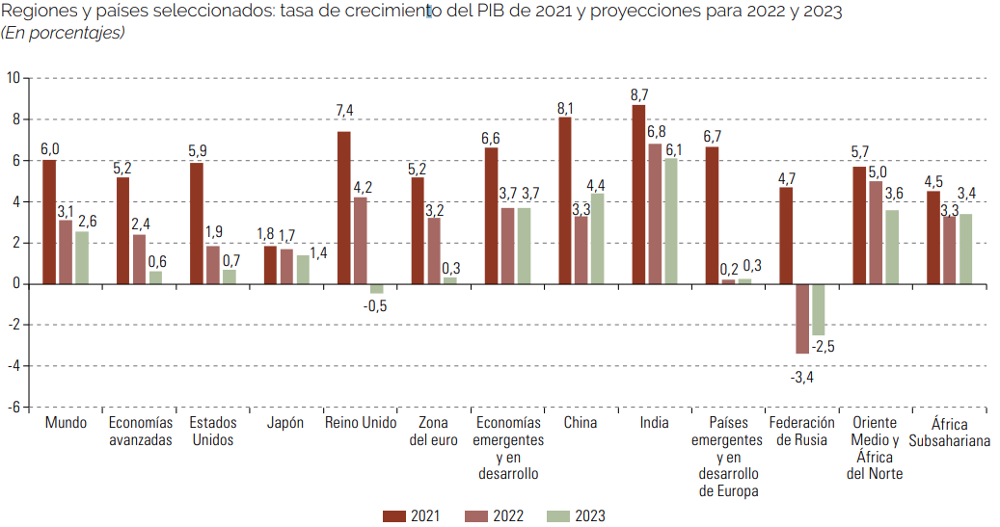 Regiones y países seleccionados: tasa de crecimiento del PIB de 2021 y proyecciones para 2022 y 2023
(En porcentajes)
10
8
6
4
2
0
-2
-4
-6
6,0
3,1
2,6
5,2
2,4
0,6
5,9
1,9
0,7
1,8
1,7
1,4
7,4
4,2
-0,5
5,2
3,2
0,3
6,6
3,7
3,7
8,1
3,3
4,4
8,7
6,8
6,1
6,7
0,2
0,3
4,7
-3,4
-2,5
5,7
5,0
3,6
4,5
3,3
3,4
Mundo
Economías
avanzadas
Estados
Unidos
Japón
Reino Unido
Zona
del euro
Economías
emergentes
y en
desarrollo
China
India
Países
emergentes
y en
desarrollo
de Europa
Federación
de Rusia
Oriente
Medio y
África
del Norte
África
Subsahariana
2021
2022
2023